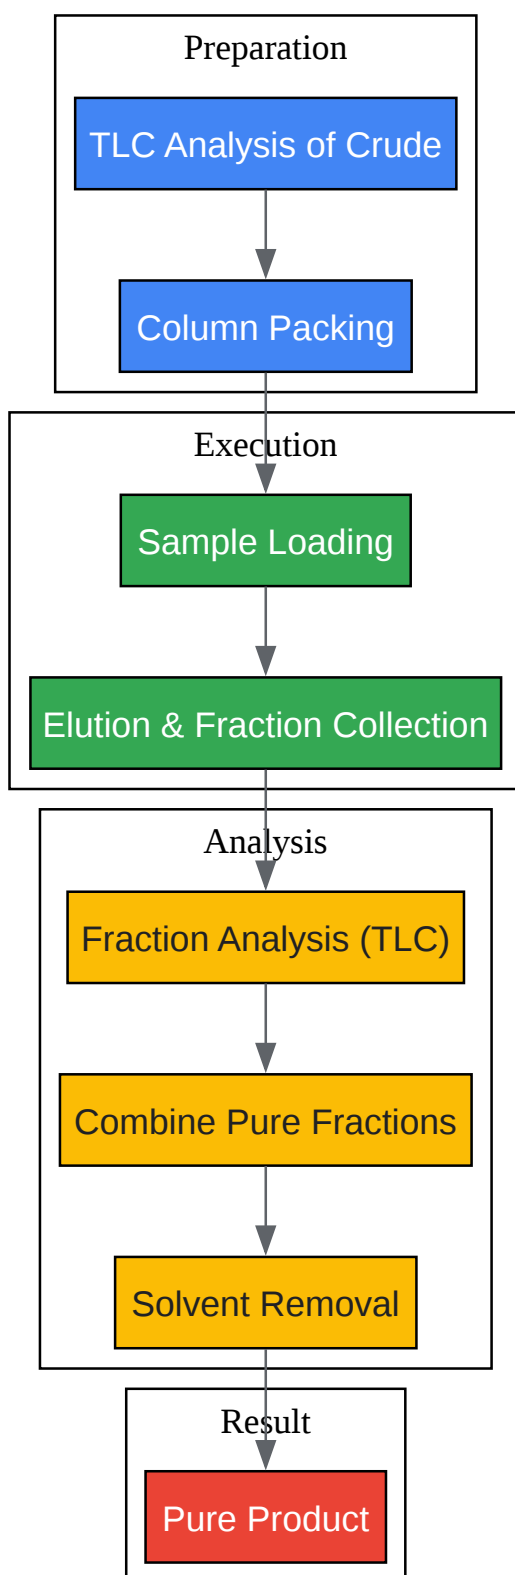 Preparation
TLC Analysis of Crude
Column Packing
Execution
Sample Loading
Elution & Fraction Collection
Analysis
Fraction Analysis (TLC)
Combine Pure Fractions
Solvent Removal
Result
Pure Product